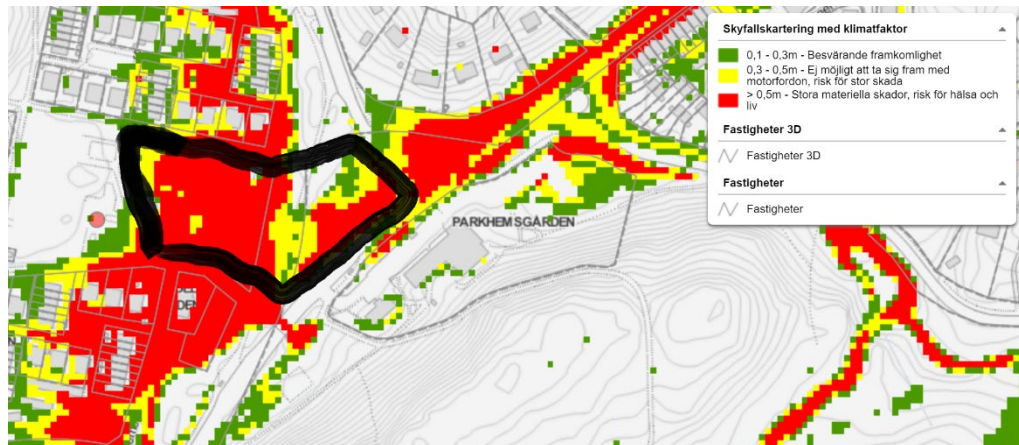 Skyfallskartering med klimatfaktor
0,1 - 0,3m - Besvärande framkomlighet
0,3 - 0,5m - Ej möjligt att ta sig fram med
motorfordon, risk för stor skada
> 0,5m - Stora materiella skador, risk för hälsa och
liv
Fastigheter 3D
Fastigheter 3D
Fastigheter
Fastigheter
PARKHEMSGÅRDEN